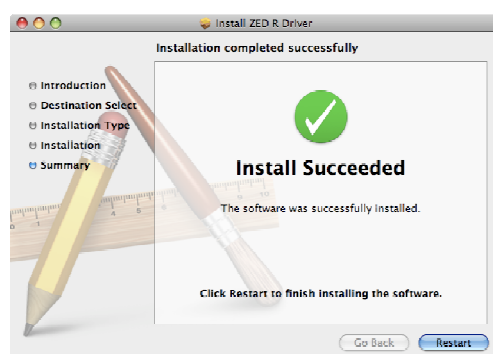 Install ZED R Driver
Installation completed successfully
Introduction
Destination Select
Installation Type
Installation
Summary
Install Succeeded
The software was successfully installed.
Click Restart to finish installing the software.
Go Back
Restart